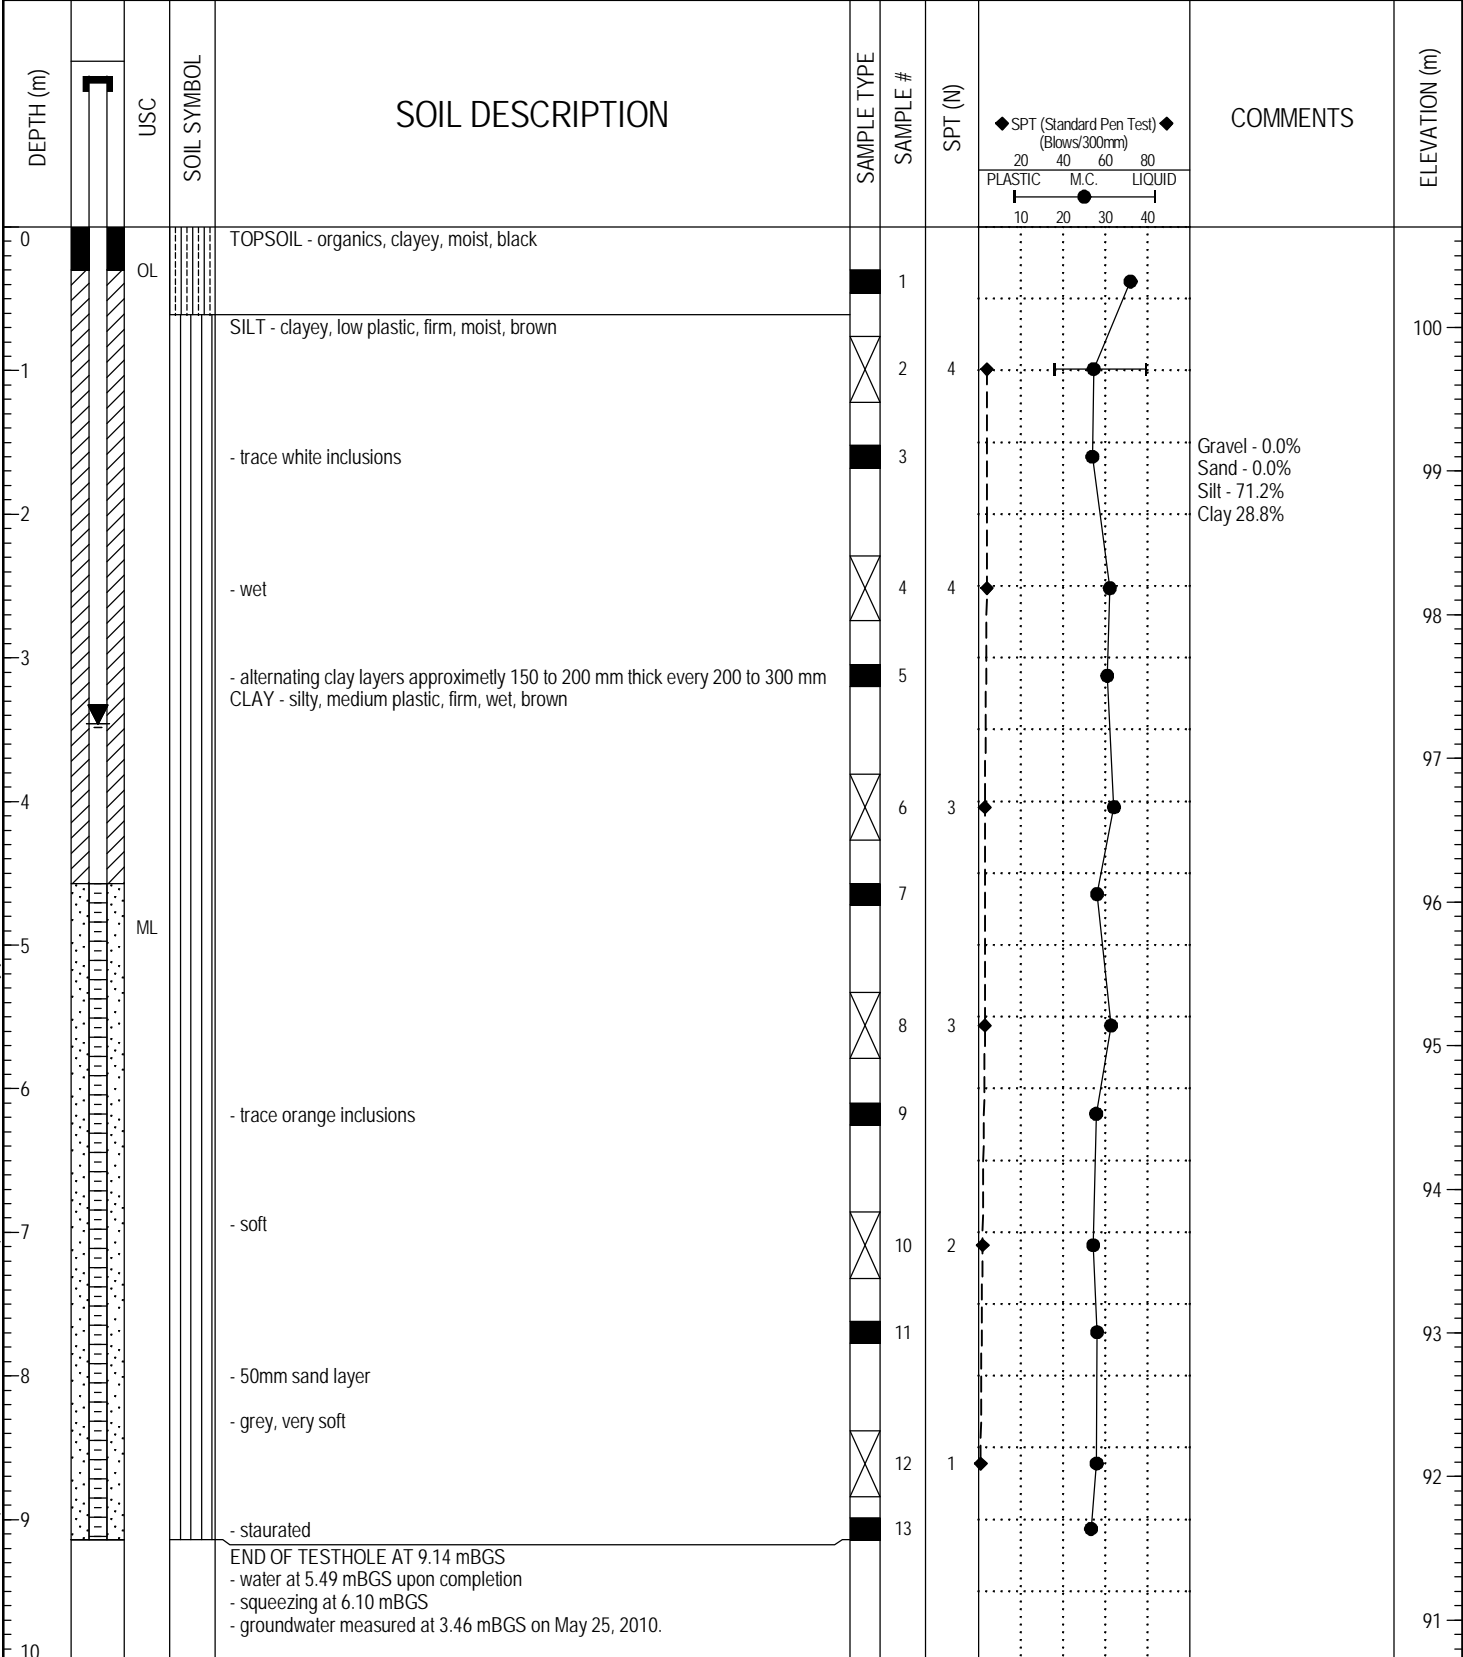 DEPTH (m)
USC
SOIL SYMBOL
SOIL DESCRIPTION
SAMPLE TYPE
SAMPLE #
SPT (N)
◆ SPT (Standard Pen Test) ◆
(Blows/300mm)
20 40 60 80
PLASTIC M.C. LIQUID
10 20 30 40
COMMENTS
ELEVATION (m)
0
TOPSOIL - organics, clayey, moist, black
OL
1
SILT - clayey, low plastic, firm, moist, brown
100
1
2 4
- trace white inclusions
3
Gravel - 0.0%
Sand - 0.0%
Silt - 71.2%
Clay 28.8%
99
2
- wet
4 4
98
3
- alternating clay layers approximetly 150 to 200 mm thick every 200 to 300 mm
5
CLAY - silty, medium plastic, firm, wet, brown
97
4
6 3
7
96
ML
5
8 3
95
6
- trace orange inclusions
9
94
- soft
7
10 2
11
93
8
- 50mm sand layer
- grey, very soft
12 1
92
9
- staurated
13
END OF TESTHOLE AT 9.14 mBGS
- water at 5.49 mBGS upon completion
- squeezing at 6.10 mBGS
- groundwater measured at 3.46 mBGS on May 25, 2010.
91
10